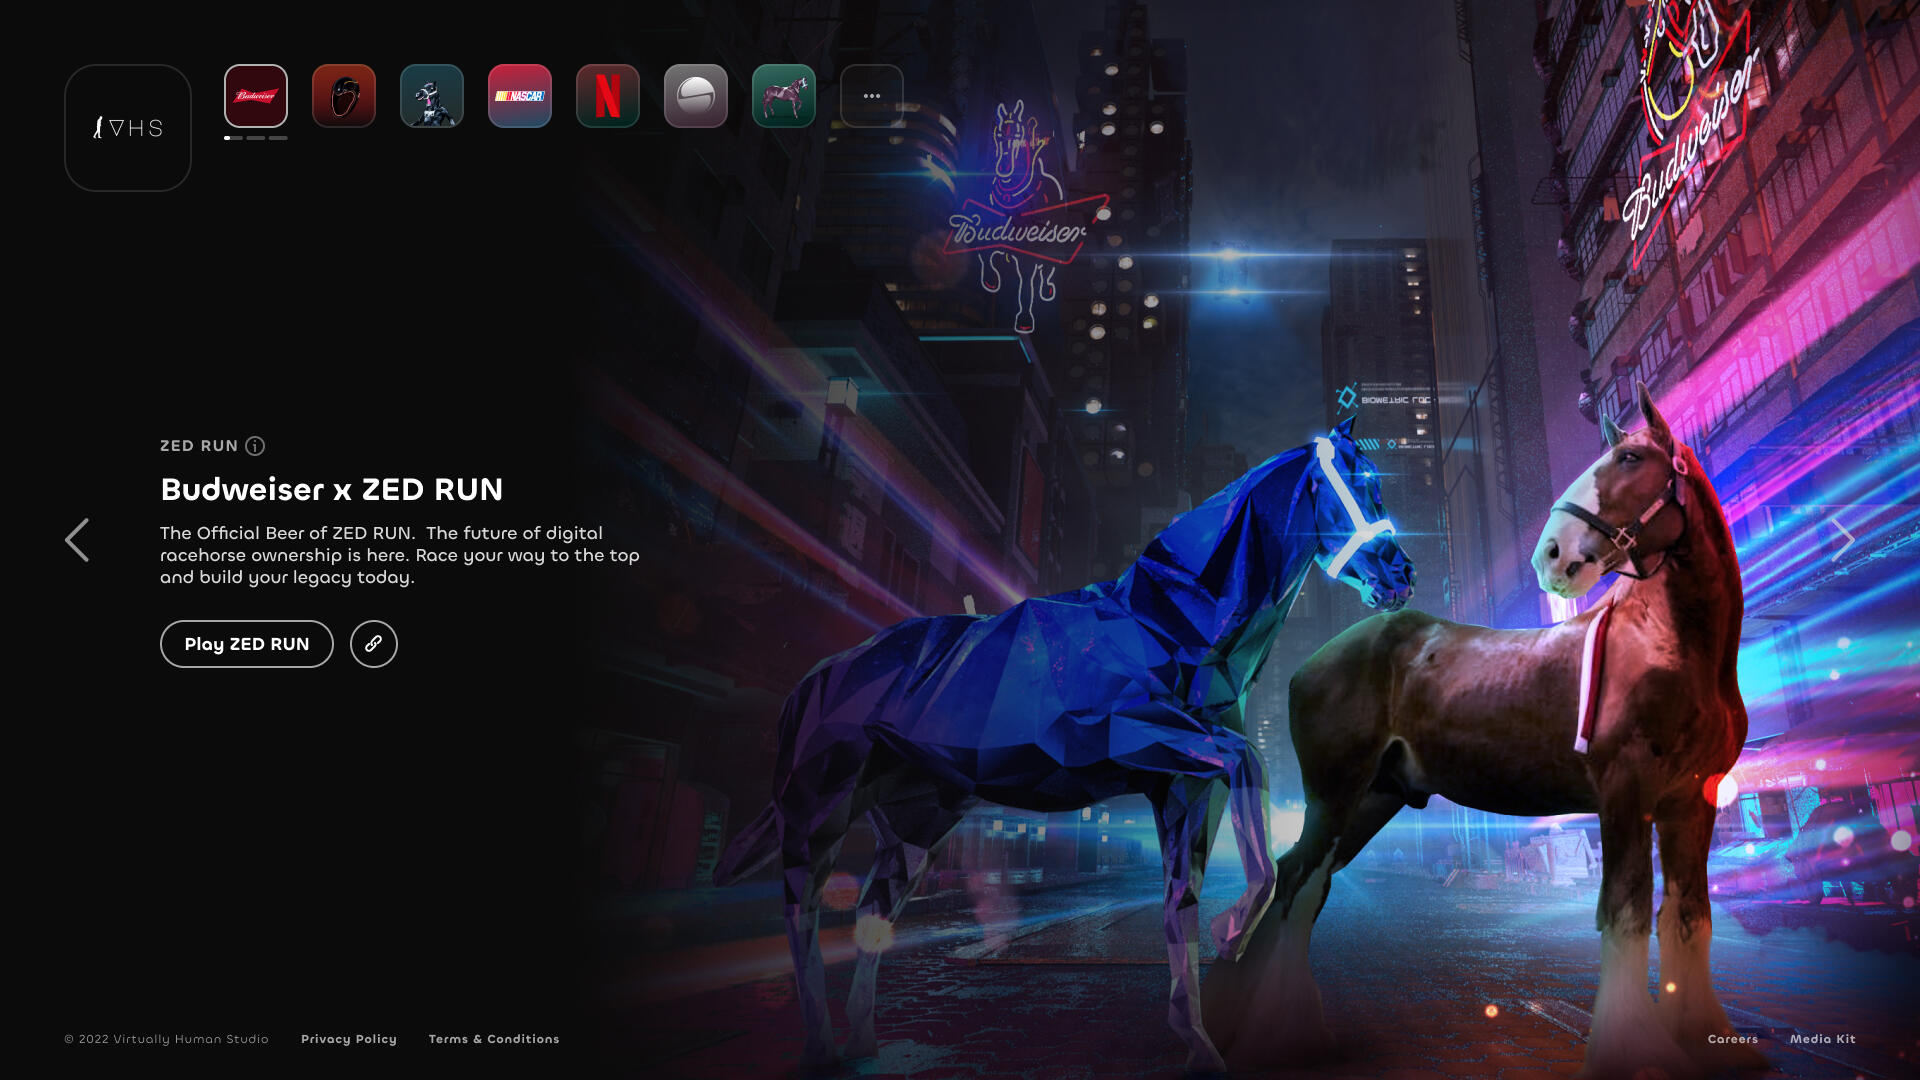 VHS
Budweiser
NASCAR
N
Budweiser
Budweiser
BIOMETRIC LOC
ZED RUN
Budweiser x ZED RUN
The Official Beer of ZED RUN. The future of digital
racehorse ownership is here. Race your way to the top
and build your legacy today.
Play ZED RUN
© 2022 Virtually Human Studio
Privacy Policy
Terms & Conditions
Careers
Media Kit